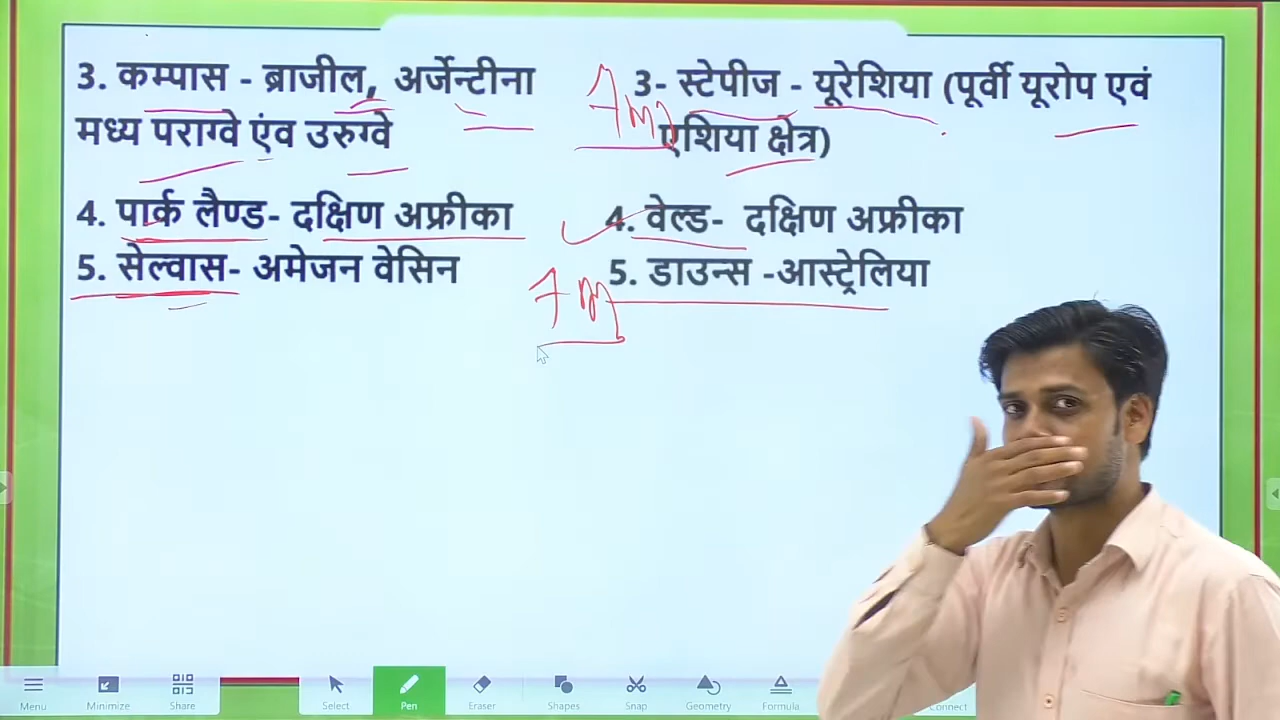 3. कम्पास - ब्राजील, अर्जेन्टीना
मध्य पराग्वे एंव उरुग्वे
4. पार्क लैण्ड- दक्षिण अफ्रीका
5. सेल्वास- अमेजन वेसिन
3- स्टेपीज - यूरेशिया (पूर्वी यूरोप एवं
एशिया क्षेत्र)
4. वेल्ड- दक्षिण अफ्रीका
5. डाउन्स -आस्ट्रेलिया
Menu Minimize Share Select Pen Eraser Shapes Snap Geometry Formula Connect